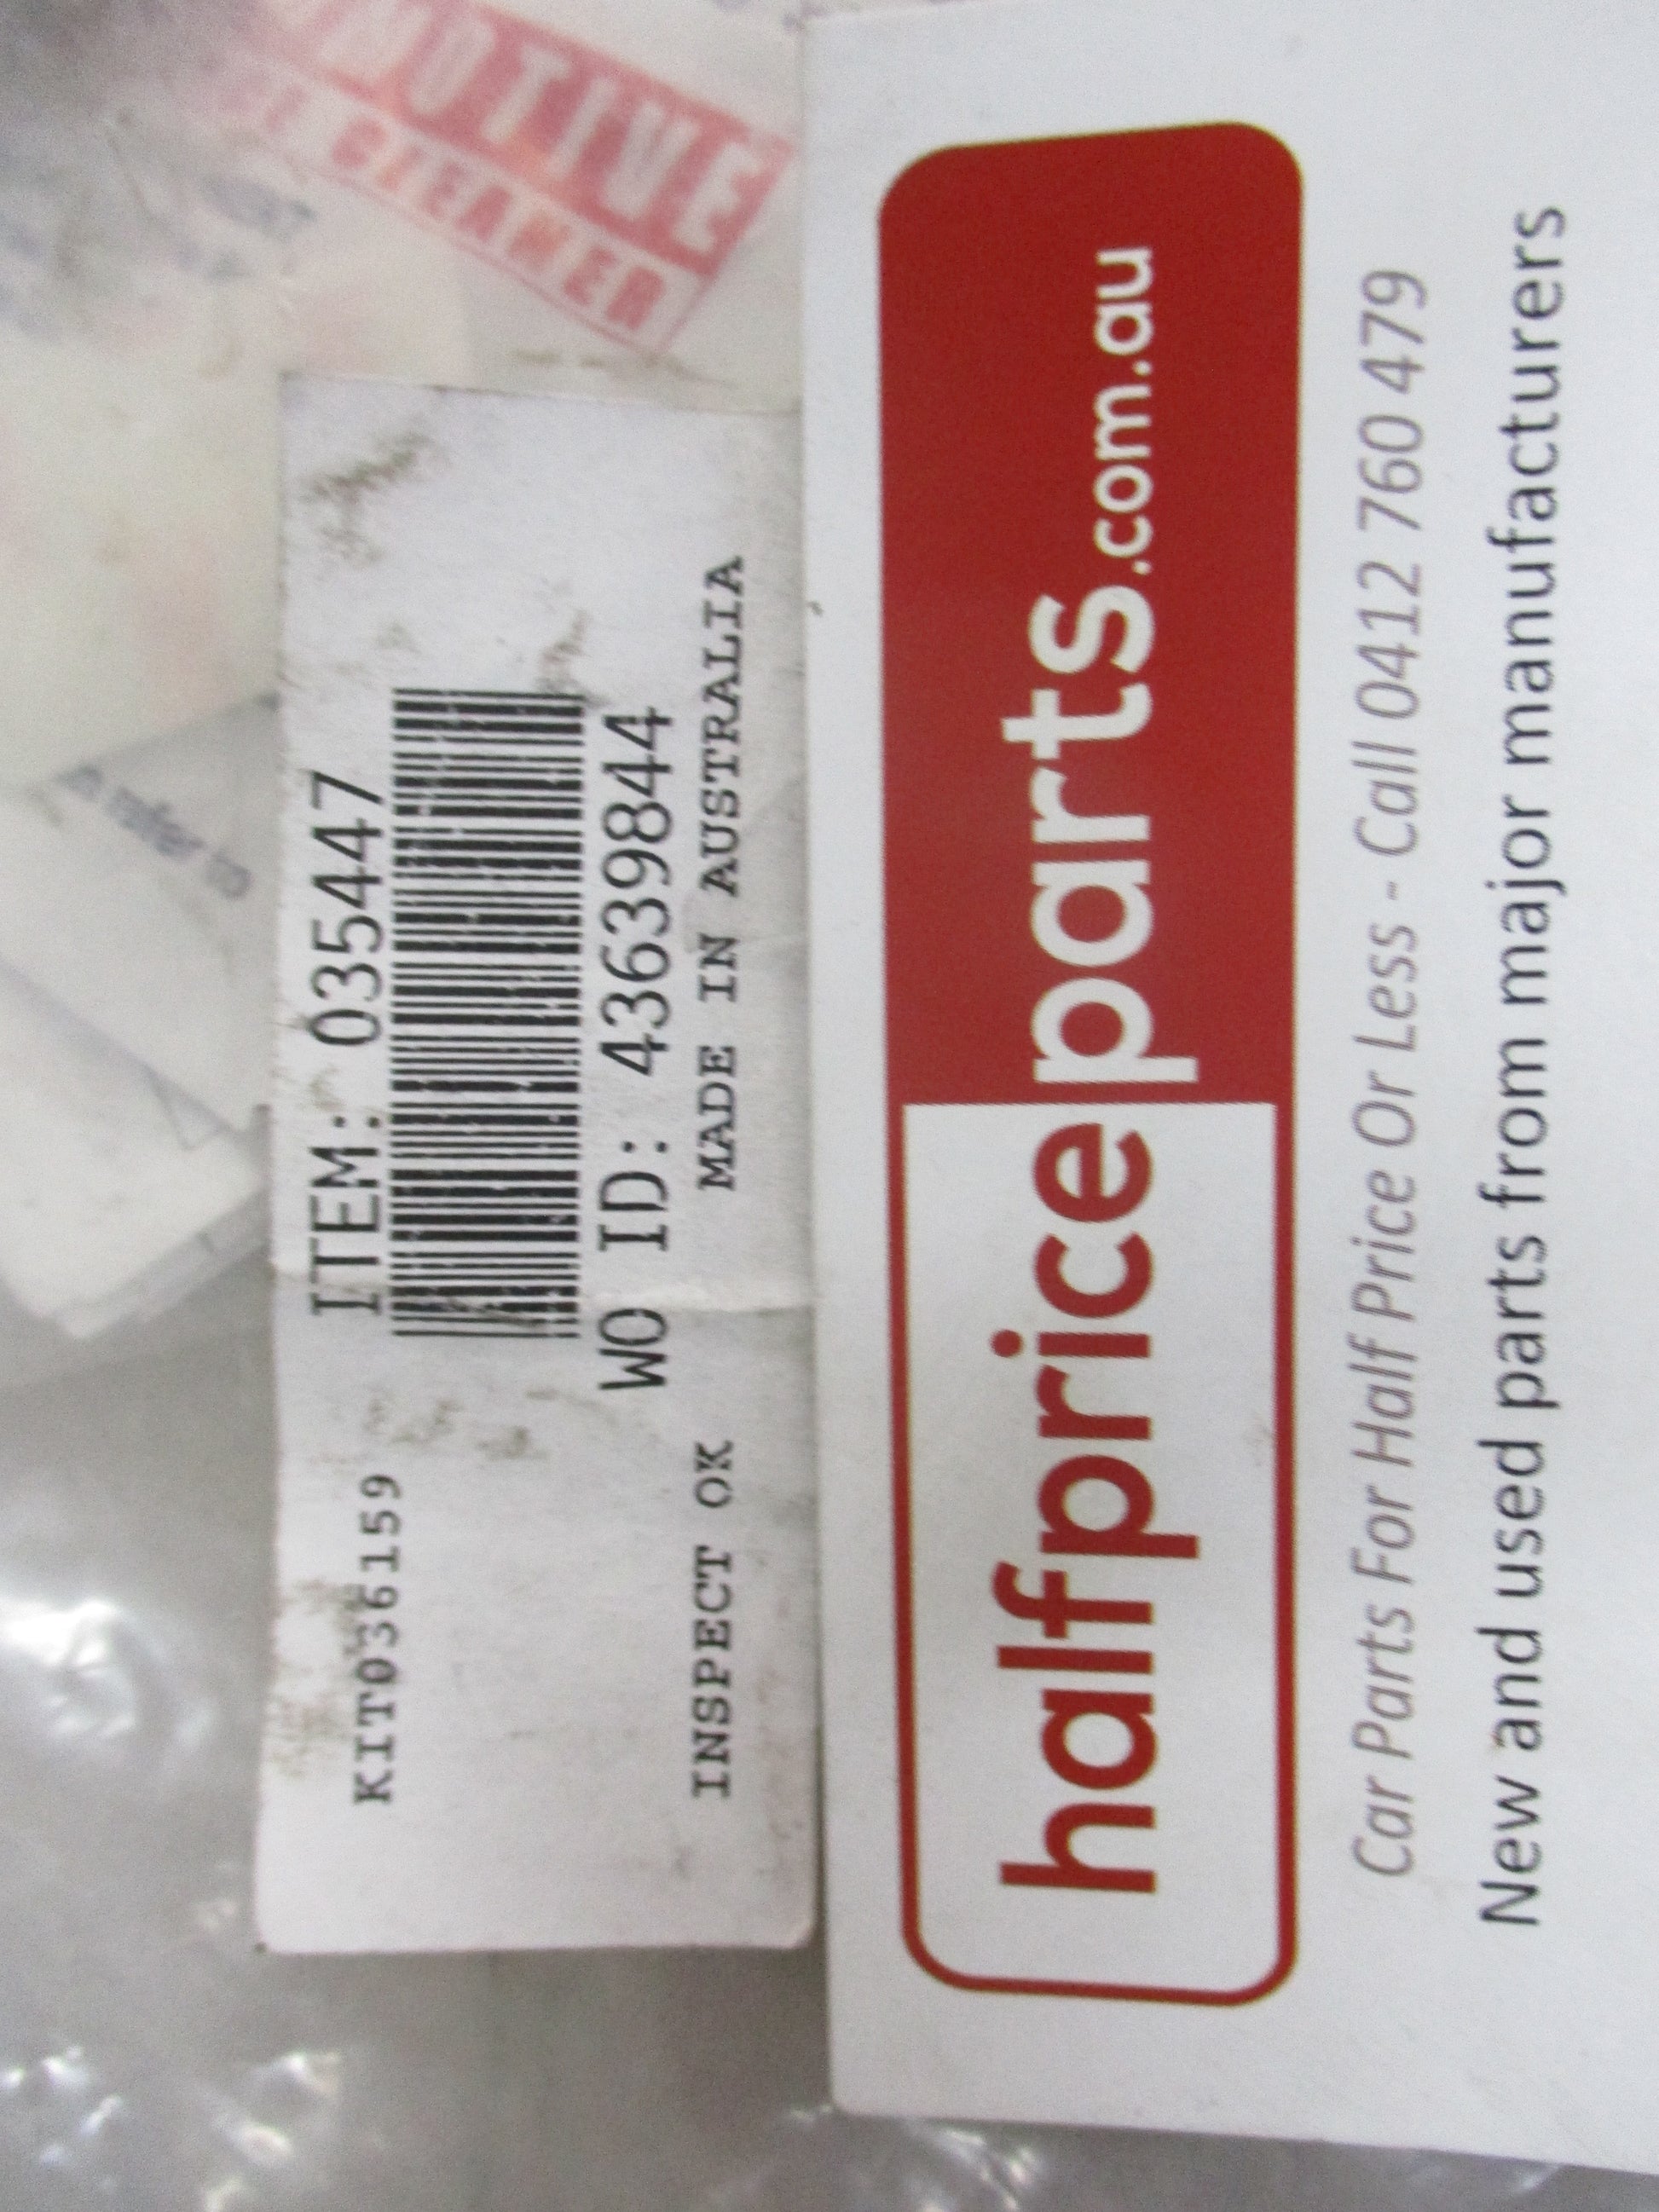 KIT036159
ITEM: 035447
WO ID: 43639844
INSPECT OK MADE IN AUSTRALIA
halfpriceparts.com.au
Car Parts For Half Price Or Less - Call 0412 760 479
New and used parts from major manufacturers